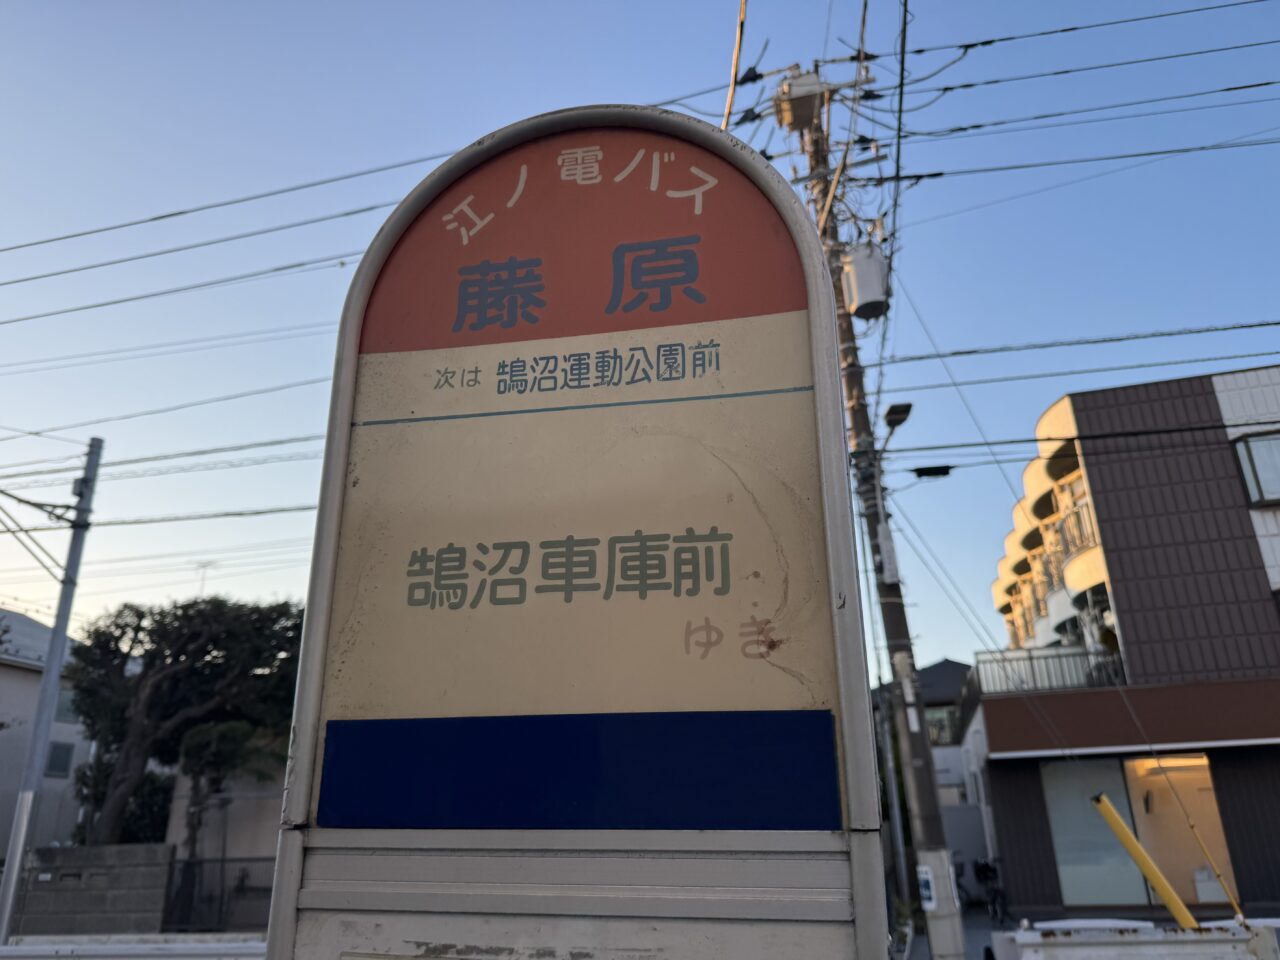 江ノ電バス
藤原
次は 鵠沼運動公園前
鵠沼車庫前
ゆき